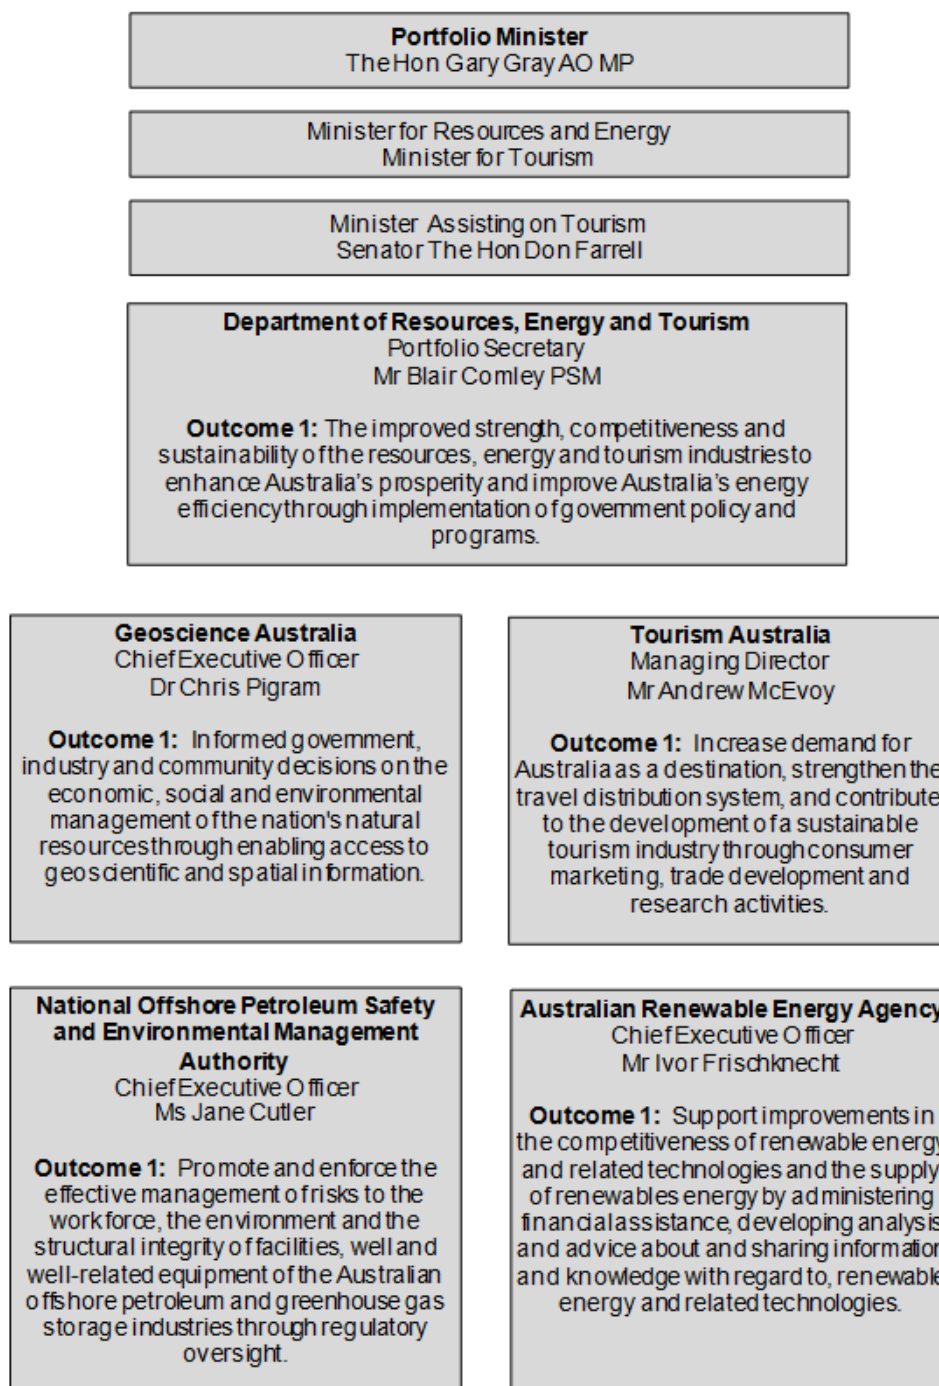 Portfolio Minister
The Hon Gary Gray AO MP
Minister for Resources and Energy
Minister for Tourism
Minister Assisting on Tourism
Senator The Hon Don Farrell
Department of Resources, Energy and Tourism
Portfolio Secretary
Mr Blair Comley PSM
Outcome 1: The improved strength, competitiveness and
sustainability of the resources, energy and tourism industries to
enhance Australia's prosperity and improve Australia's energy
efficiency through implementation of government policy and
programs.
Geoscience Australia
Chief Executive Officer
Dr Chris Pigram
Outcome 1: Informed government,
industry and community decisions on the
economic, social and environmental
management of the nation's natural
resources through enabling access to
geoscientific and spatial information.
Tourism Australia
Managing Director
Mr Andrew McEvoy
Outcome 1: Increase demand for
Australia as a destination, strengthen the
travel distribution system, and contribute
to the development of a sustainable
tourism industry through consumer
marketing, trade development and
research activities.
National Offshore Petroleum Safety
and Environmental Management
Authority
Chief Executive Officer
Ms Jane Cutler
Outcome 1: Promote and enforce the
effective management of risks to the
workforce, the environment and the
structural integrity of facilities, well and
well-related equipment of the Australian
offshore petroleum and greenhouse gas
storage industries through regulatory
oversight.
Australian Renewable Energy Agency
Chief Executive Officer
Mr Ivor Frischknecht
Outcome 1: Support improvements in
the competitiveness of renewable energy
and related technologies and the supply
of renewables energy by administering
financial assistance, developing analysis
and advice about and sharing information
and knowledge with regard to, renewable
energy and related technologies.